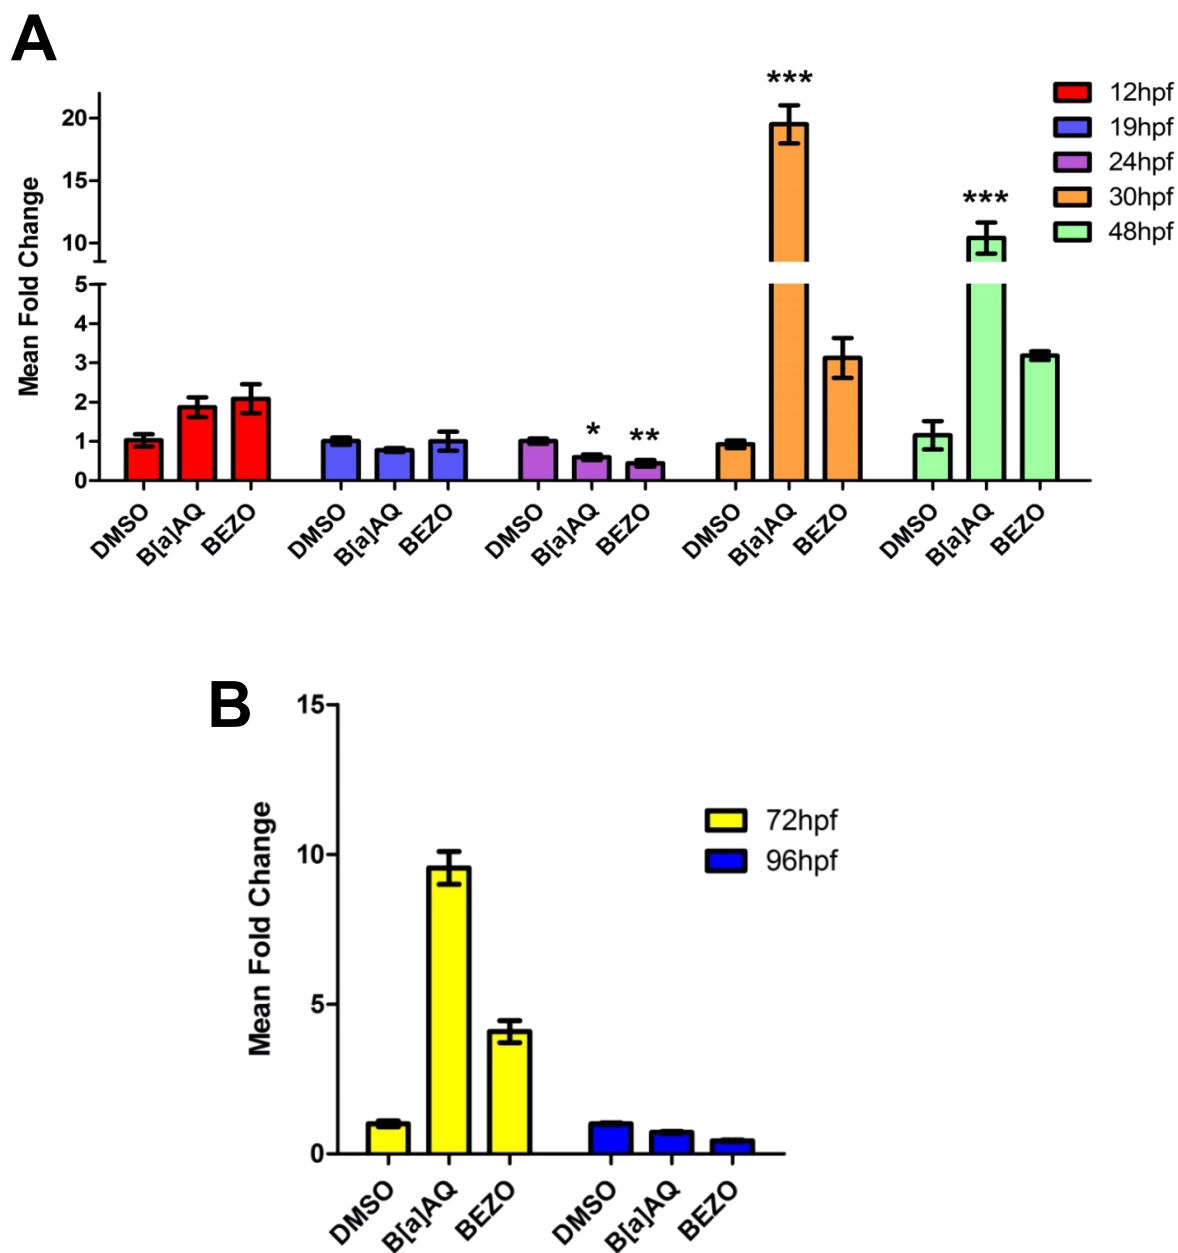 A
***
12hpf
19hpf
24hpf
30hpf
48hpf
***
Mean Fold Change
20
15
10
5
4
3
2
1
0
*
**
DMSO
B[a]AQ
BEZO
DMSO
B[a]AQ
BEZO
DMSO
B[a]AQ
BEZO
DMSO
B[a]AQ
BEZO
DMSO
B[a]AQ
BEZO
B
Mean Fold Change
15
10
5
0
72hpf
96hpf
DMSO
B[a]AQ
BEZO
DMSO
B[a]AQ
BEZO